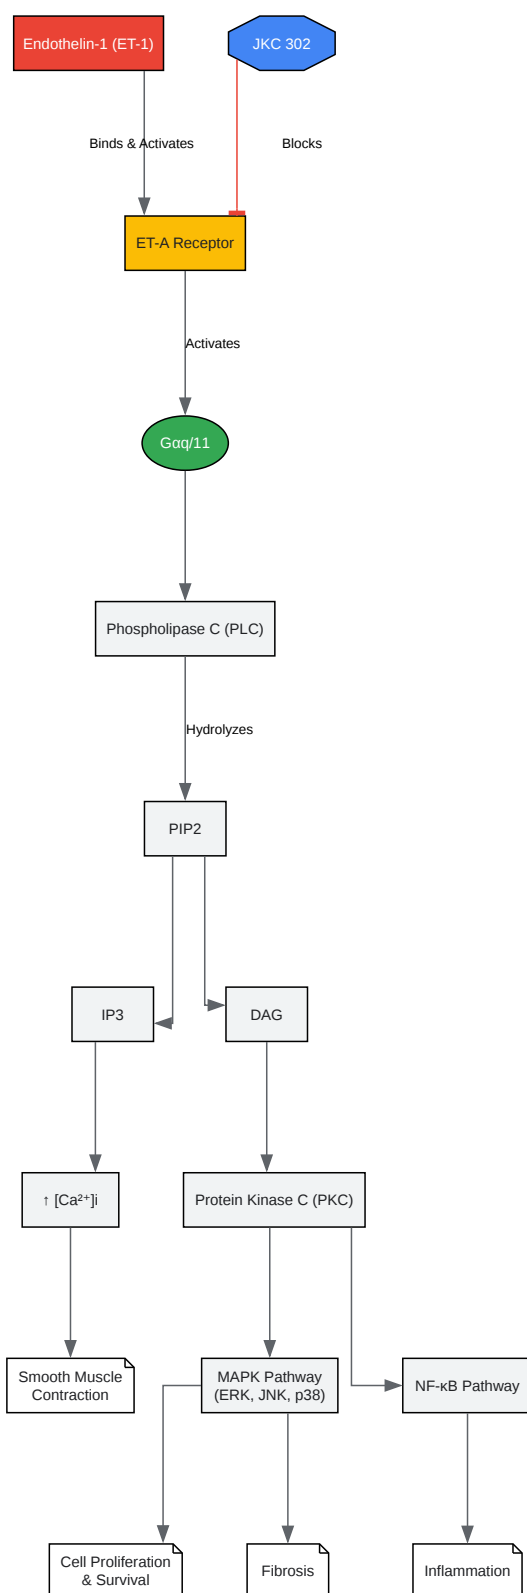 Endothelin-1 (ET-1)
JKC 302
Binds & Activates
Blocks
ET-A Receptor
Activates
Gαq/11
Phospholipase C (PLC)
Hydrolyzes
PIP2
IP3
DAG
↑ [Ca²⁺]i
Protein Kinase C (PKC)
Smooth Muscle
Contraction
MAPK Pathway
(ERK, JNK, p38)
NF-κB Pathway
Cell Proliferation
& Survival
Fibrosis
Inflammation